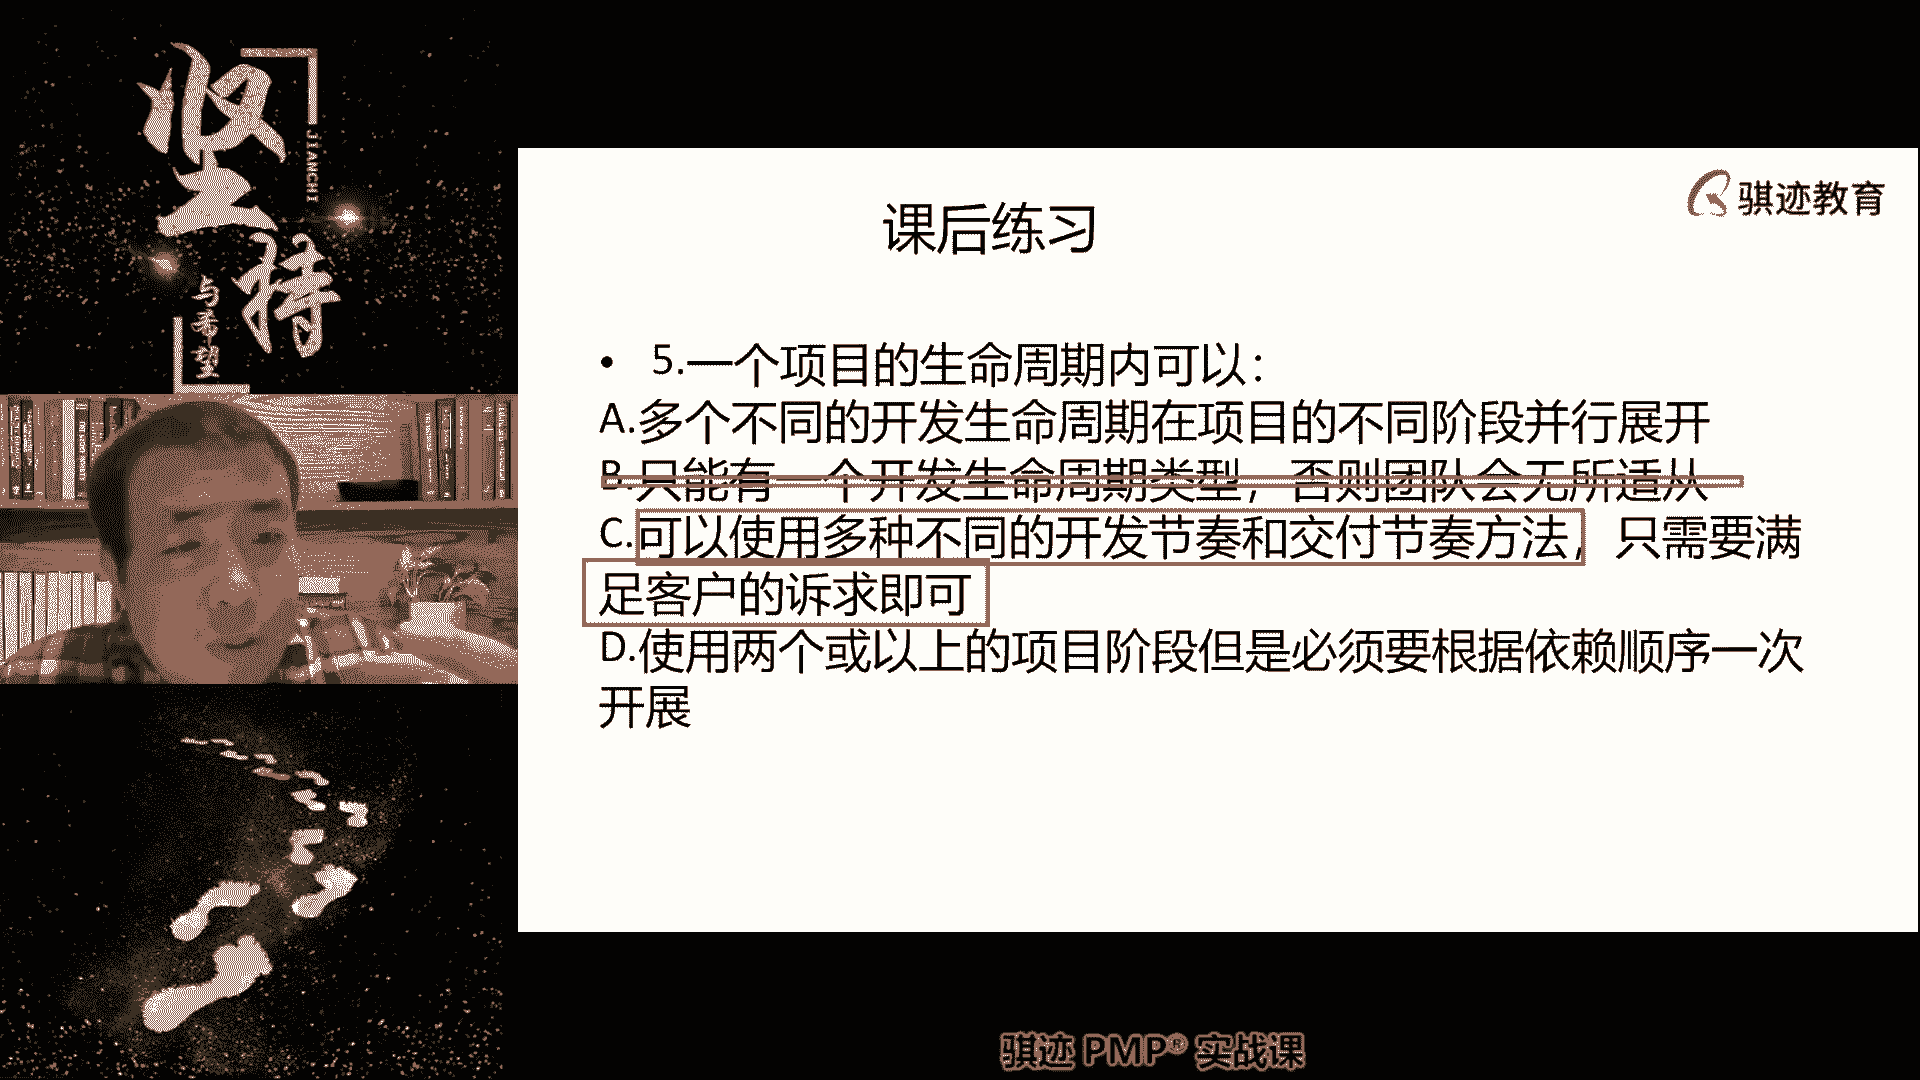 坚持
JIANCHI
与希望
骐迹教育
课后练习
• 5.一个项目的生命周期内可以：
A.多个不同的开发生命周期在项目的不同阶段并行展开
B.只能有一个开发生命周期类型，否则团队会无所适从
C.可以使用多种不同的开发节奏和交付节奏方法，只需要满
足客户的诉求即可
D.使用两个或以上的项目阶段但是必须要根据依赖顺序一次
开展
骐迹 PMP® 实战课